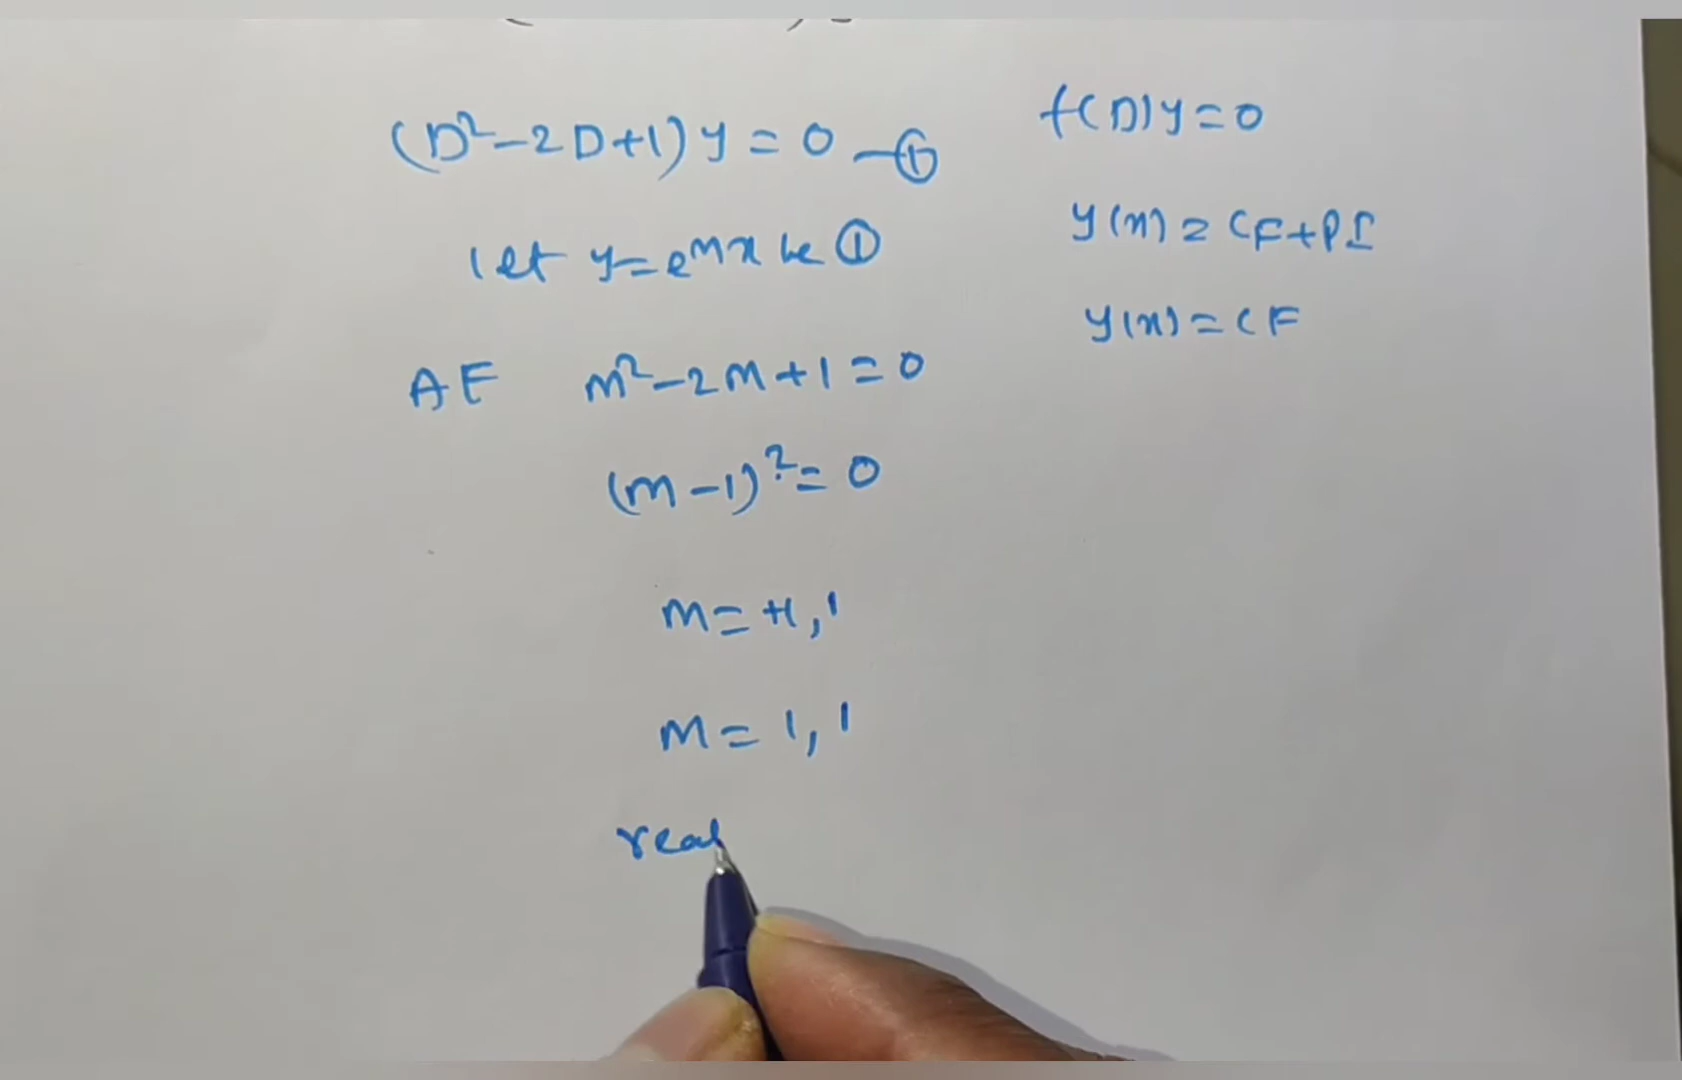 (D²-2D+1)y = 0 —①
let y=e^mx be ①
AE m²-2m+1=0
(m-1)²=0
m=+1,1
m=1,1
real
f(D)y=0
y(x)=CF+PI
y(x)=CF